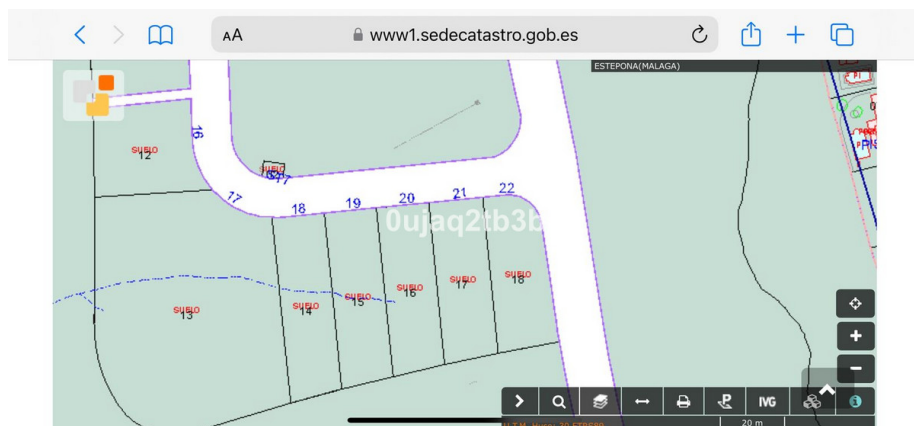 AA www1.sedecatastro.gob.es
ESTEPONA(MALAGA)
16
SUELO
12
SUELO
17
18
19
20
21
22
0ujaq2tb3b
SUELO
13
SUELO
14
SUELO
15
SUELO
16
SUELO
17
SUELO
18
IVG
20 m